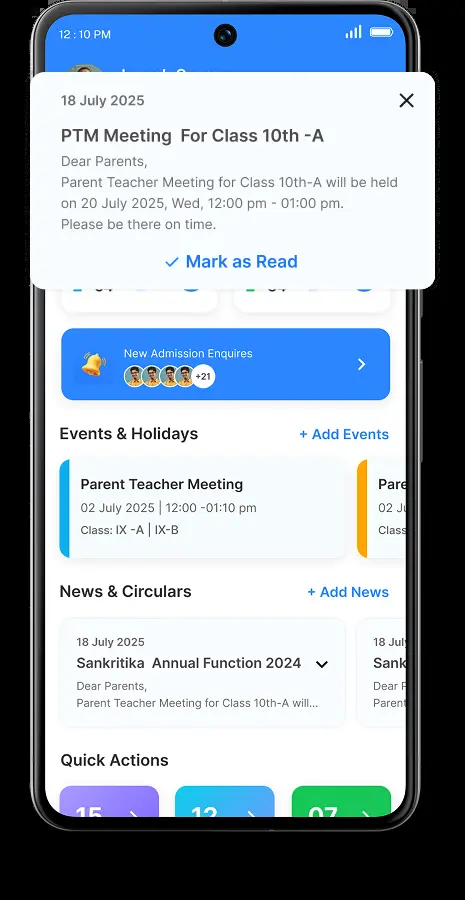 12 : 10 PM
18 July 2025
PTM Meeting For Class 10th -A
Dear Parents,
Parent Teacher Meeting for Class 10th-A will be held
on 20 July 2025, Wed, 12:00 pm - 01:00 pm.
Please be there on time.
Mark as Read
New Admission Enquires
+21
Events & Holidays
+ Add Events
Parent Teacher Meeting
02 July 2025 | 12:00 -01:10 pm
Class: IX -A | IX-B
Pare
02 Ju
Class
News & Circulars
+ Add News
18 July 2025
Sankritika Annual Function 2024
Dear Parents,
Parent Teacher Meeting for Class 10th-A will...
18 July
Sank
Dear P
Parent
Quick Actions
15
12
07